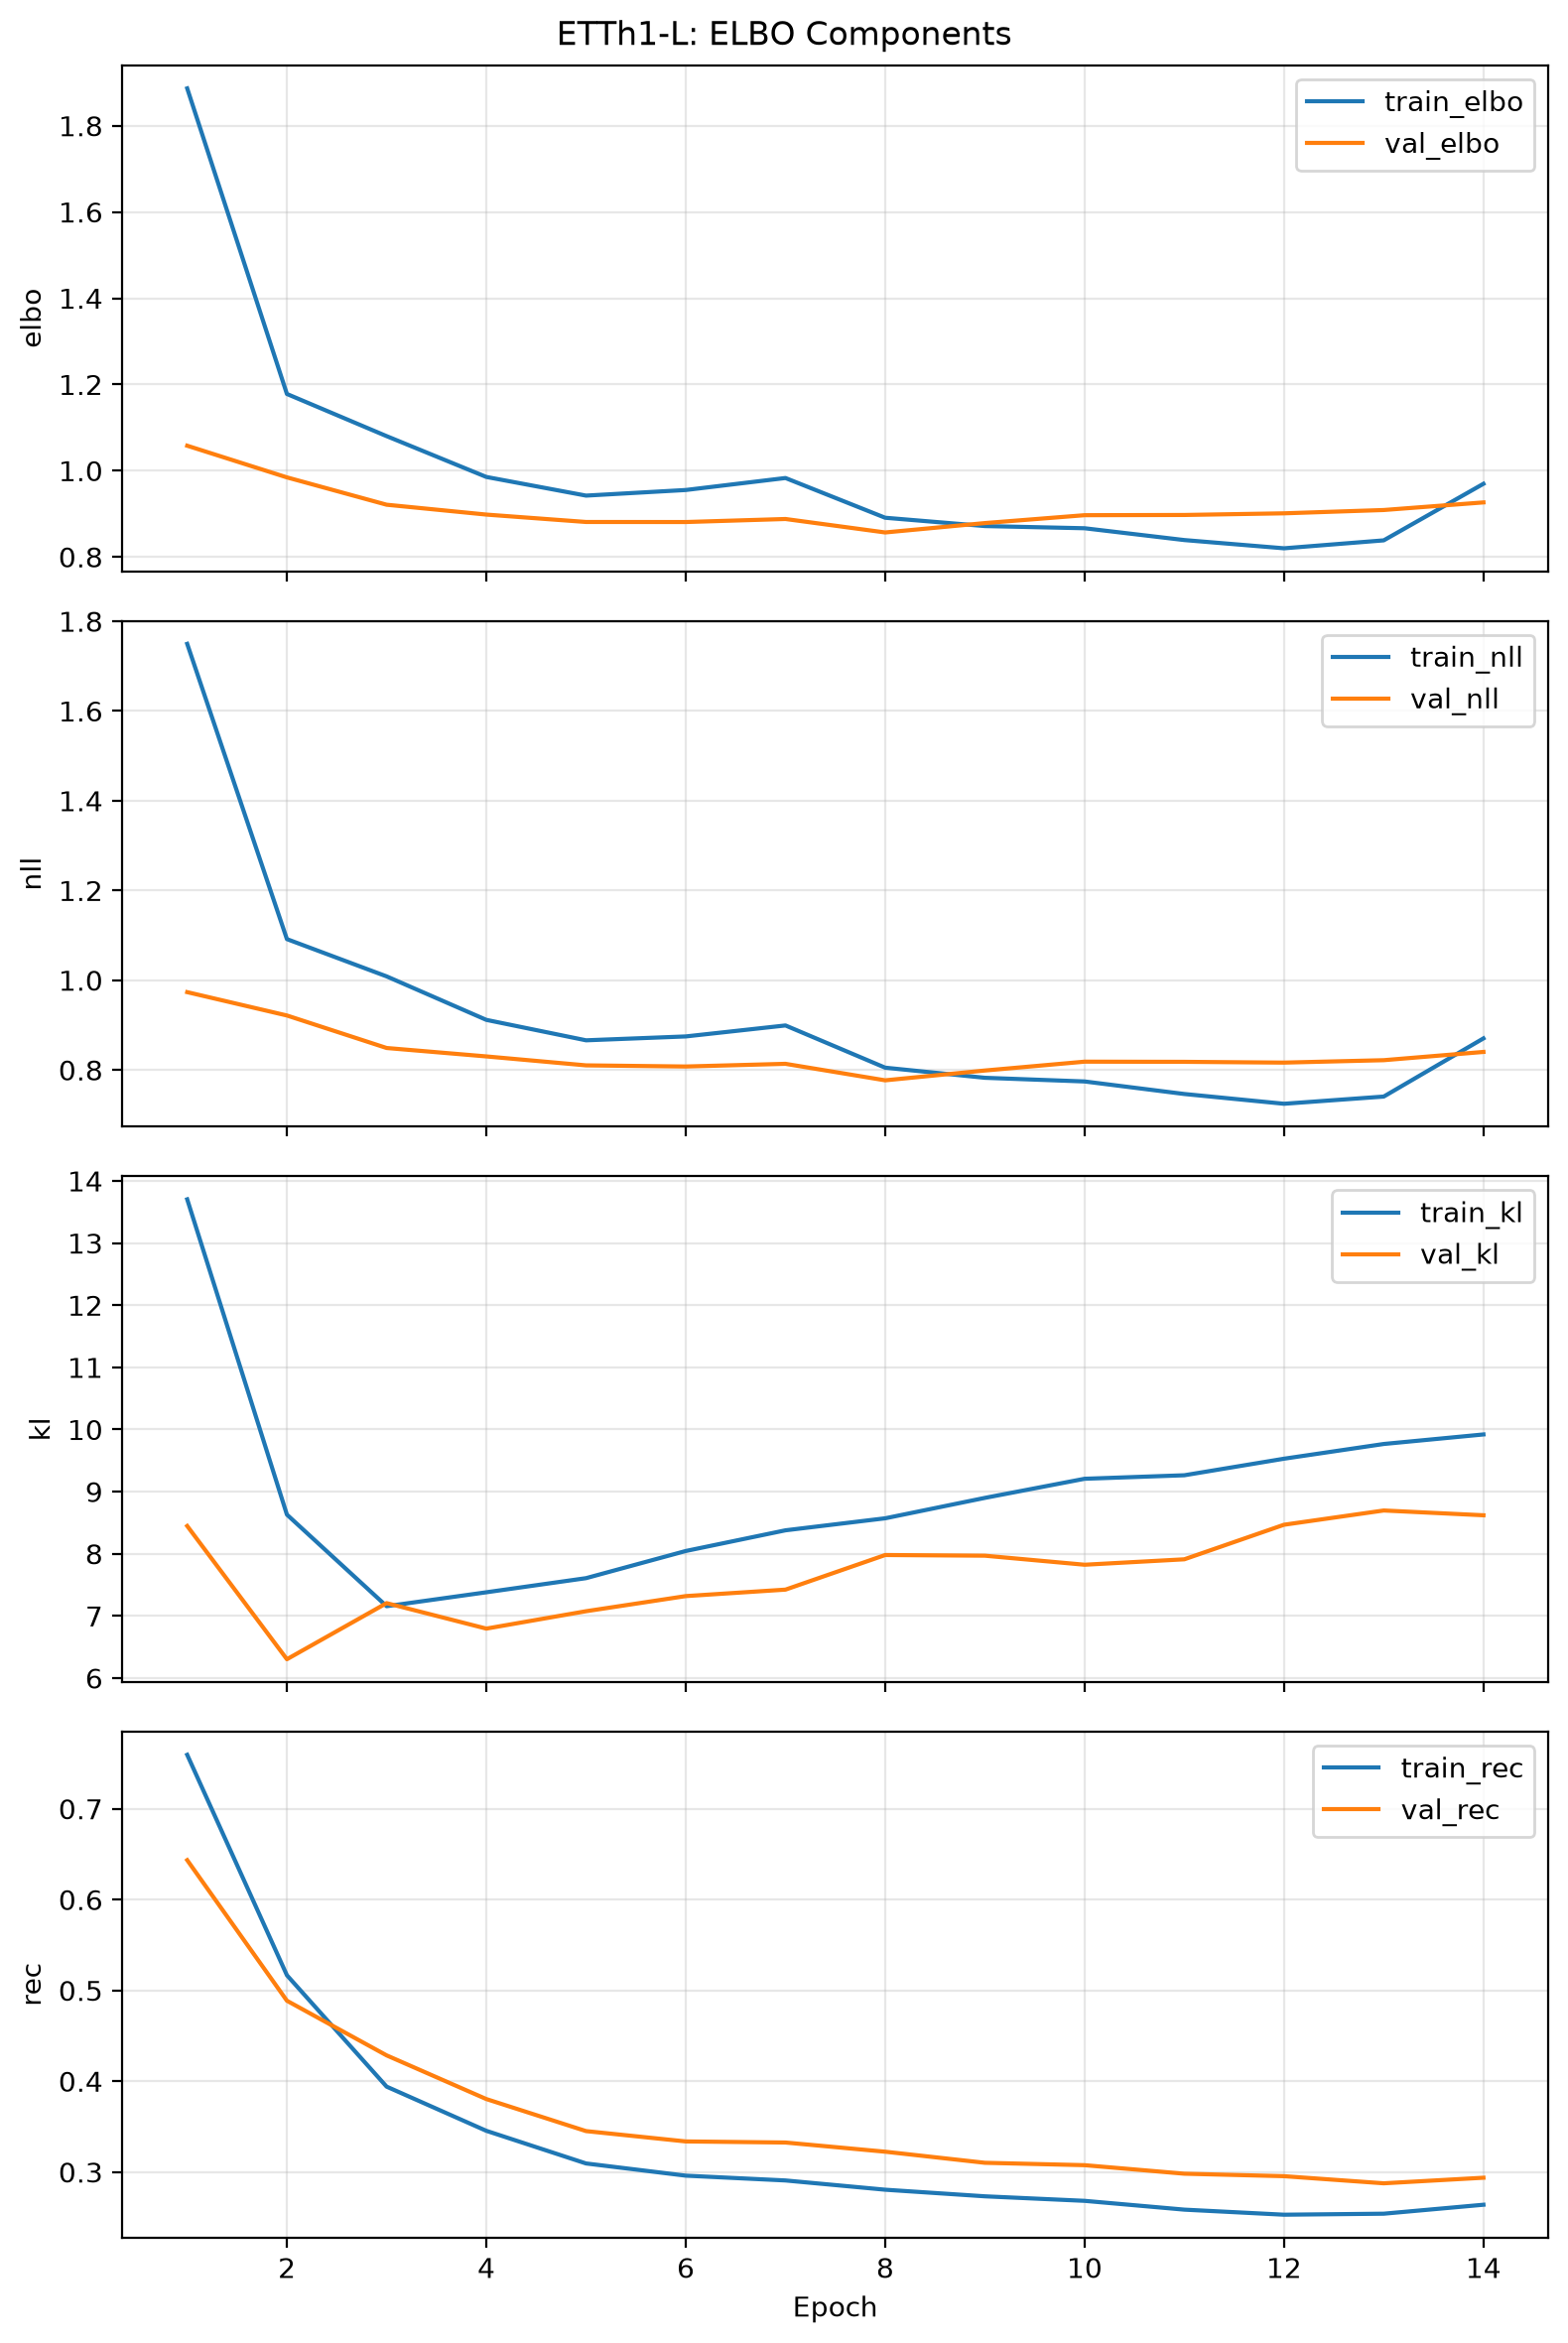 ETTh1-L: ELBO Components
train_elbo
val_elbo
elbo
1.8
1.6
1.4
1.2
1.0
0.8
train_nll
val_nll
nll
1.8
1.6
1.4
1.2
1.0
0.8
train_kl
val_kl
kl
14
13
12
11
10
9
8
7
6
train_rec
val_rec
rec
0.7
0.6
0.5
0.4
0.3
2 4 6 8 10 12 14
Epoch